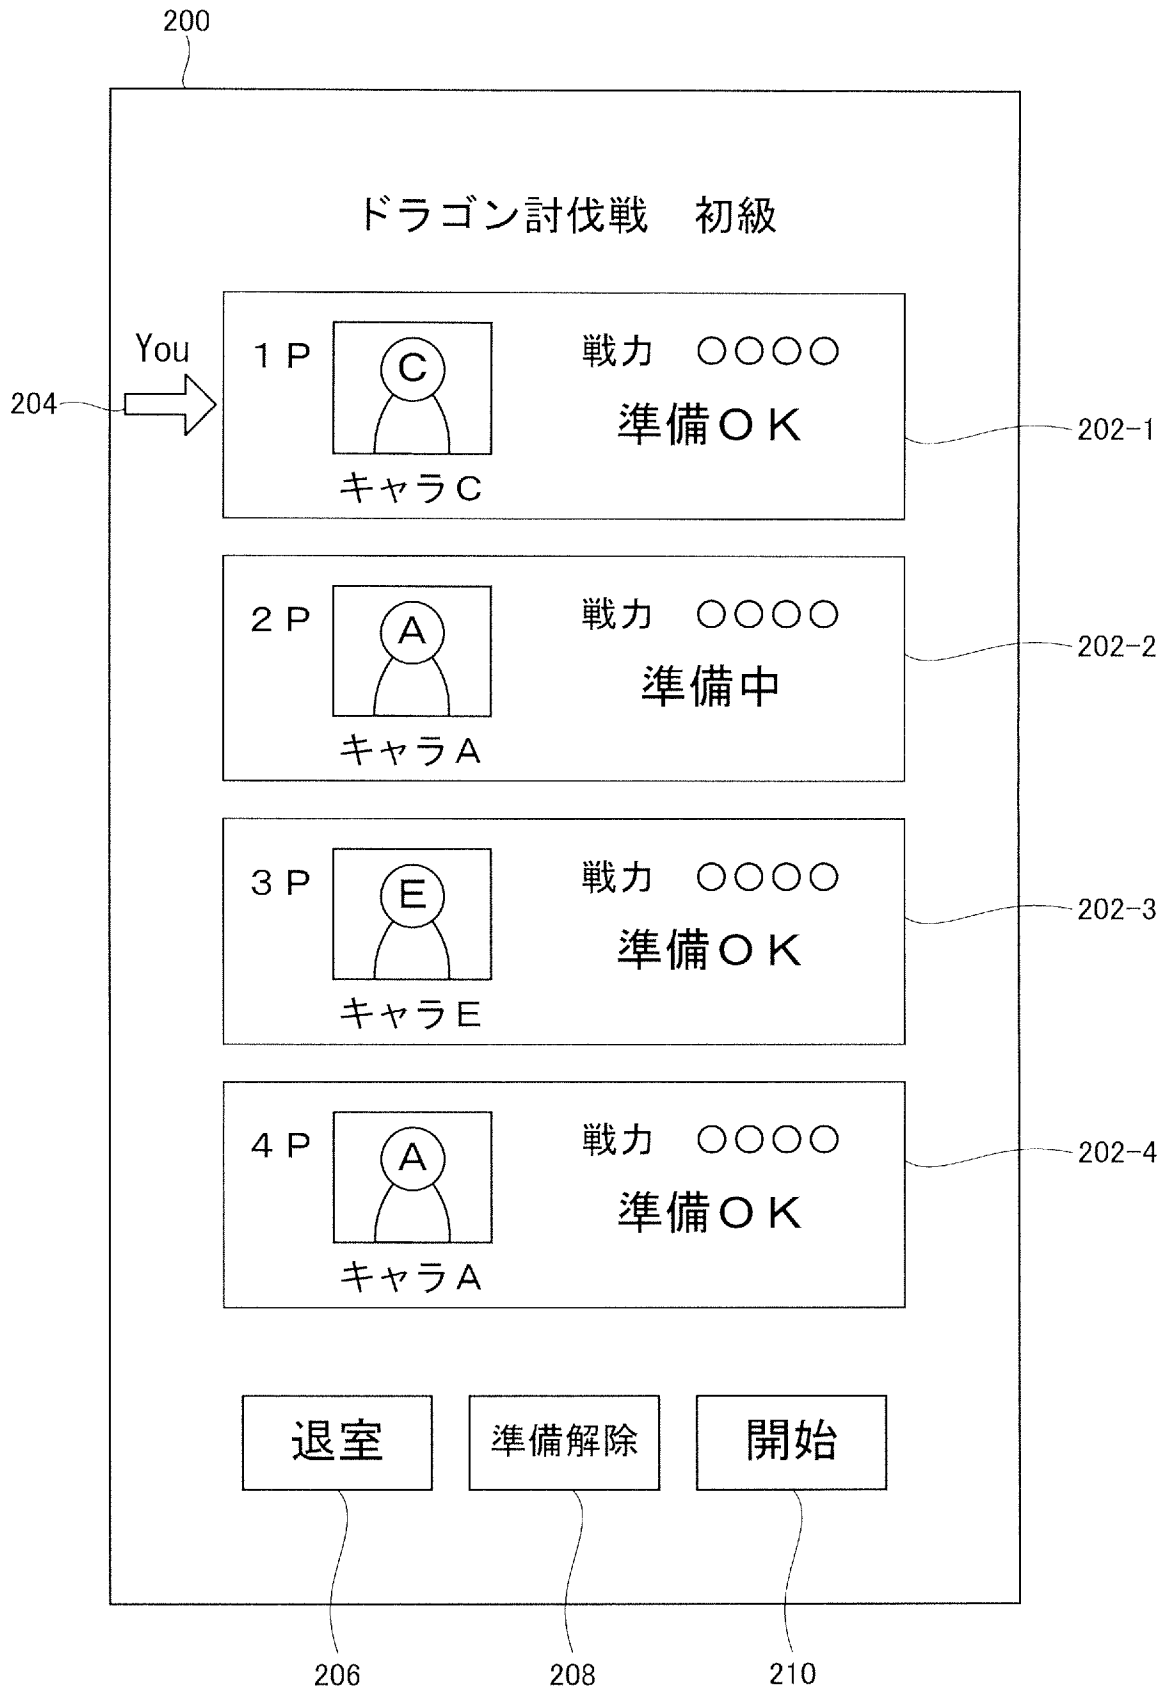 200
ドラゴン討伐戦　初級
You
204
1P
C
キャラC
戦力　○○○○
準備OK
202-1
2P
A
キャラA
戦力　○○○○
準備中
202-2
3P
E
キャラE
戦力　○○○○
準備OK
202-3
4P
A
キャラA
戦力　○○○○
準備OK
202-4
退室
準備解除
開始
206
208
210